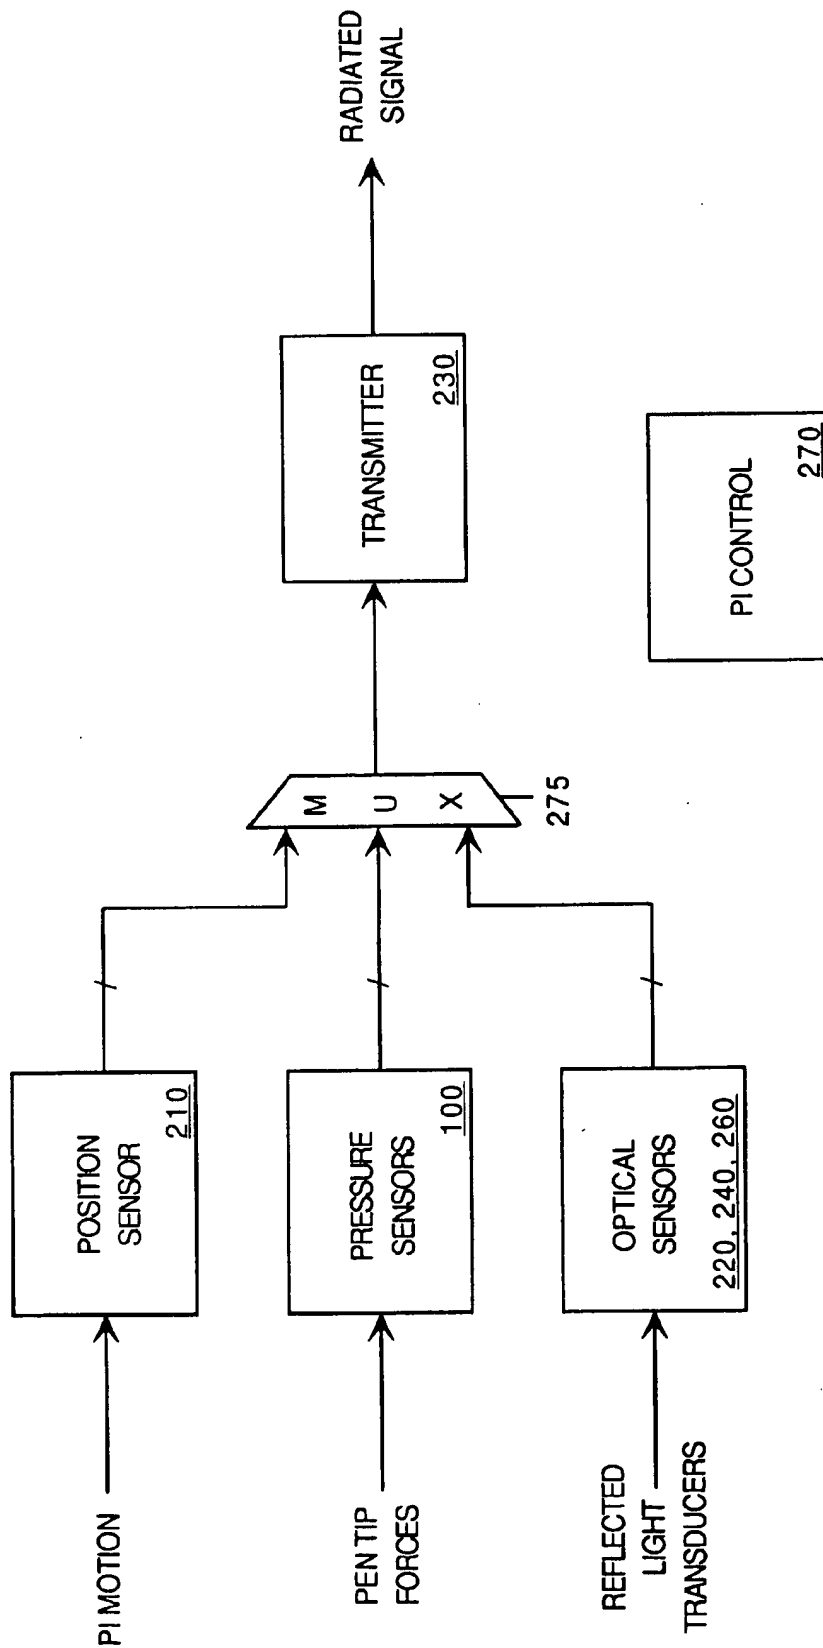 PI MOTION
POSITION
SENSOR
210
PEN TIP
FORCES
PRESSURE
SENSORS
100
REFLECTED
LIGHT
TRANSDUCERS
OPTICAL
SENSORS
220, 240, 260
M U X
275
TRANSMITTER
230
RADIATED
SIGNAL
PI CONTROL
270